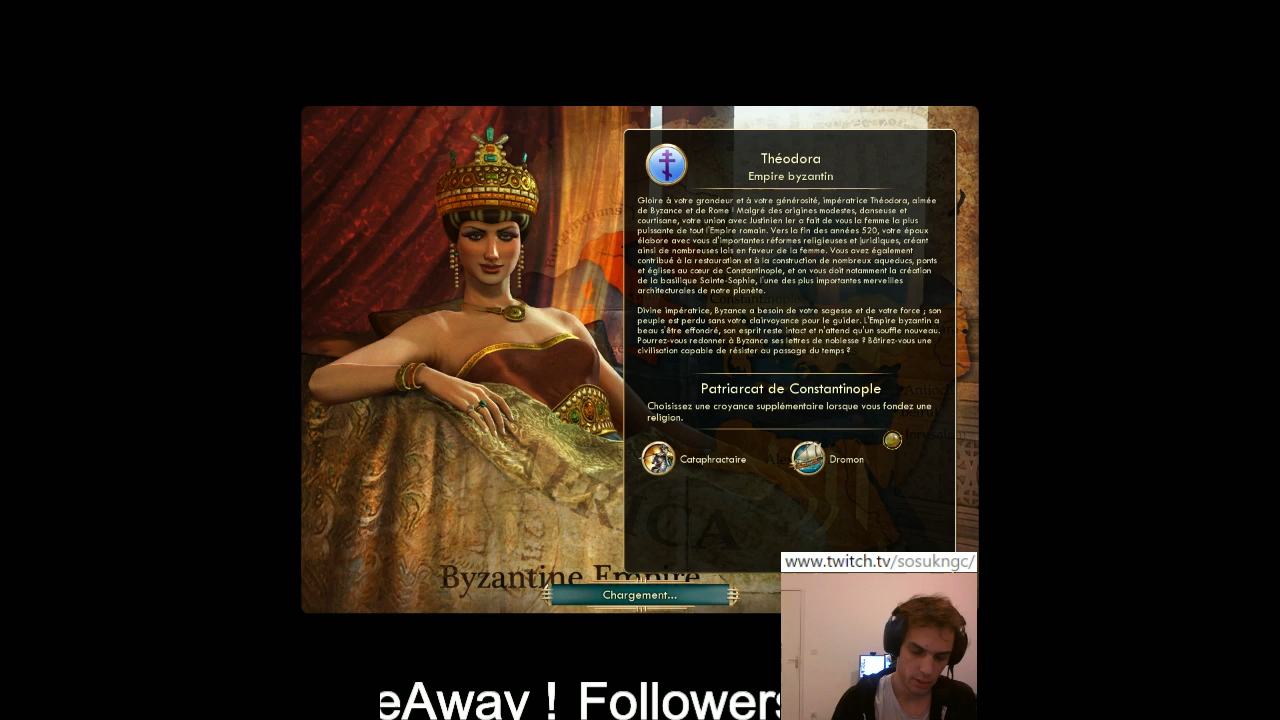 Théodora
Empire byzantin
Gloire à votre grandeur et à votre générosité, impératrice Théodora, aimée
de Byzance et de Rome ! Malgré des origines modestes, danseuse et
courtisane, votre union avec Justinien Ier a fait de vous la femme la plus
puissante de tout l'Empire romain. Vers la fin des années 520, votre époux
élabore avec vous d'importantes réformes religieuses et juridiques, créant
ainsi de nombreuses lois en faveur de la femme. Vous avez également
contribué à la restauration et à la construction de nombreux aqueducs, ponts
et églises au cœur de Constantinople, et on vous doit notamment la création
de la basilique Sainte-Sophie, l'une des plus importantes merveilles
architecturales de notre planète.
Divine impératrice, Byzance a besoin de votre sagesse et de votre force ; son
peuple est perdu sans votre clairvoyance pour le guider. L'Empire byzantin a
beau s'être effondré, son esprit reste intact et n'attend qu'un souffle nouveau.
Pourrez-vous redonner à Byzance ses lettres de noblesse ? Bâtirez-vous une
civilisation capable de résister au passage du temps ?
Patriarcat de Constantinople
Choisissez une croyance supplémentaire lorsque vous fondez une
religion.
Cataphractaire
Dromon
Byzantine Empire
Chargement...
www.twitch.tv/sosukngc/
eAway ! Followers